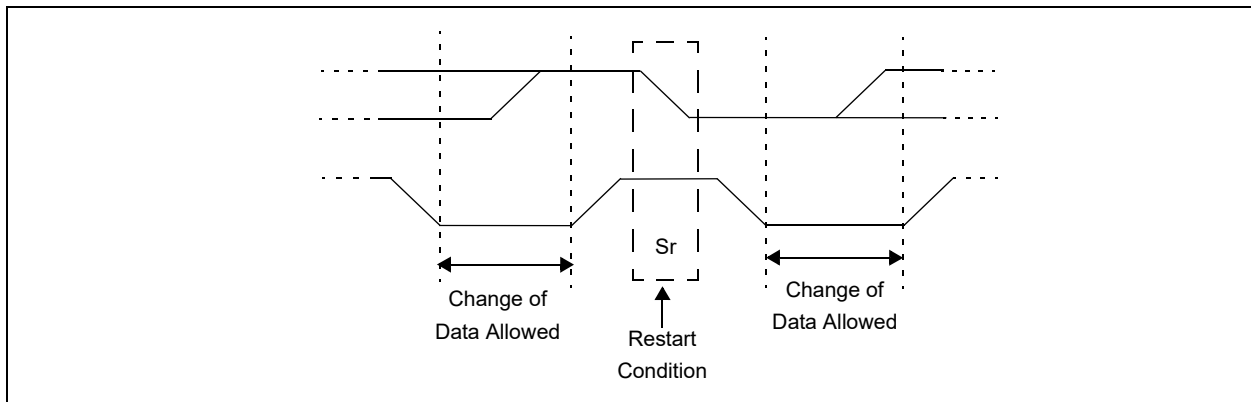 Sr
Change of
Data Allowed
Restart
Condition
Change of
Data Allowed